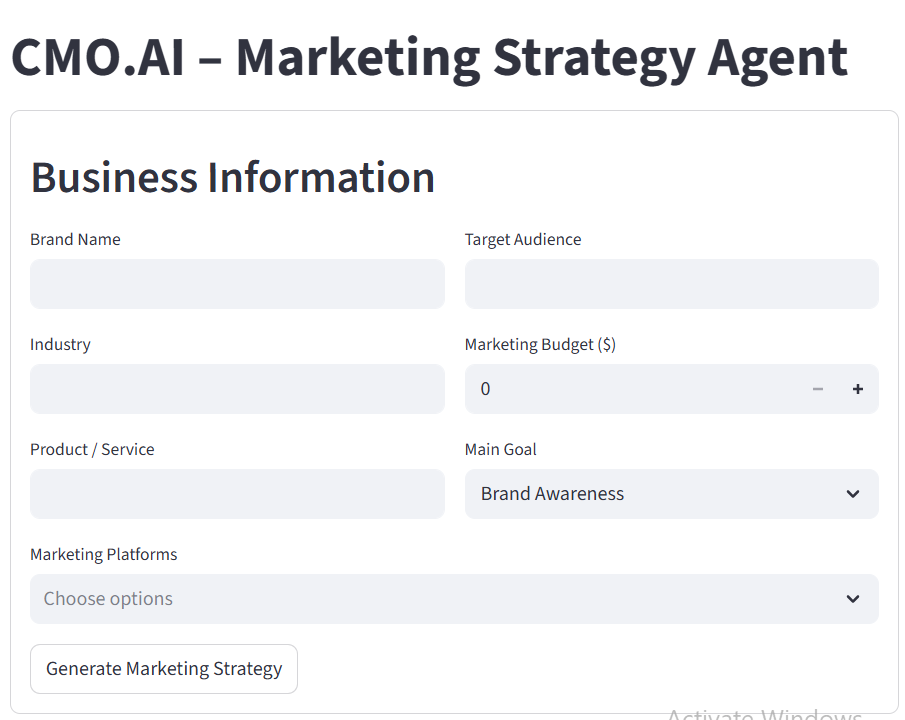 CMO.AI – Marketing Strategy Agent
Business Information
Brand Name
Target Audience
Industry
Marketing Budget ($)
0
Product / Service
Main Goal
Brand Awareness
Marketing Platforms
Choose options
Generate Marketing Strategy
Activate Windows